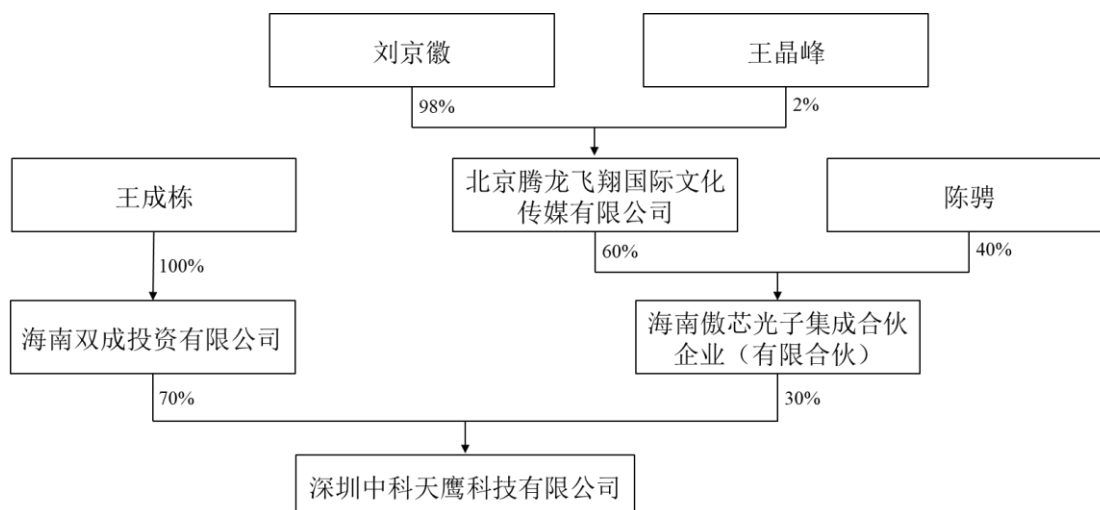 刘京徽
王晶峰
98%
2%
王成栋
北京腾龙飞翔国际文化
传媒有限公司
陈骋
100%
60%
40%
海南双成投资有限公司
海南傲芯光子集成合伙
企业（有限合伙）
70%
30%
深圳中科天鹰科技有限公司